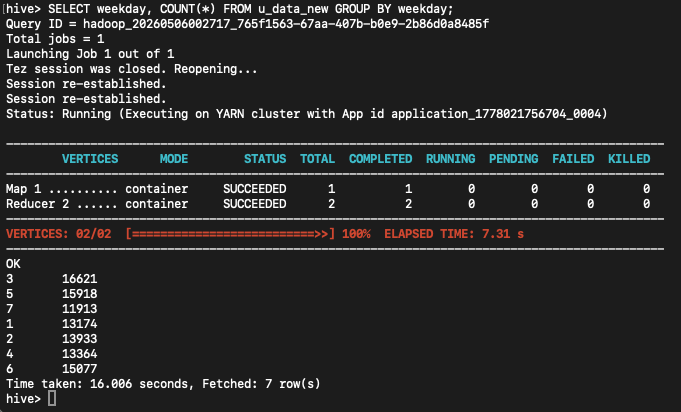 hive> SELECT weekday, COUNT(*) FROM u_data_new GROUP BY weekday;
Query ID = hadoop_20260506002717_765f1563-67aa-407b-b0e9-2b86d0a8485f
Total jobs = 1
Launching Job 1 out of 1
Tez session was closed. Reopening...
Session re-established.
Session re-established.
Status: Running (Executing on YARN cluster with App id application_1778021756704_0004)
----------------------------------------------------------------------------------------------
VERTICES MODE STATUS TOTAL COMPLETED RUNNING PENDING FAILED KILLED
----------------------------------------------------------------------------------------------
Map 1 .......... container SUCCEEDED 1 1 0 0 0 0
Reducer 2 ...... container SUCCEEDED 2 2 0 0 0 0
----------------------------------------------------------------------------------------------
VERTICES: 02/02 [==========================>>] 100% ELAPSED TIME: 7.31 s
----------------------------------------------------------------------------------------------
OK
3 16621
5 15918
7 11913
1 13174
2 13933
4 13364
6 15077
Time taken: 16.006 seconds, Fetched: 7 row(s)
hive>